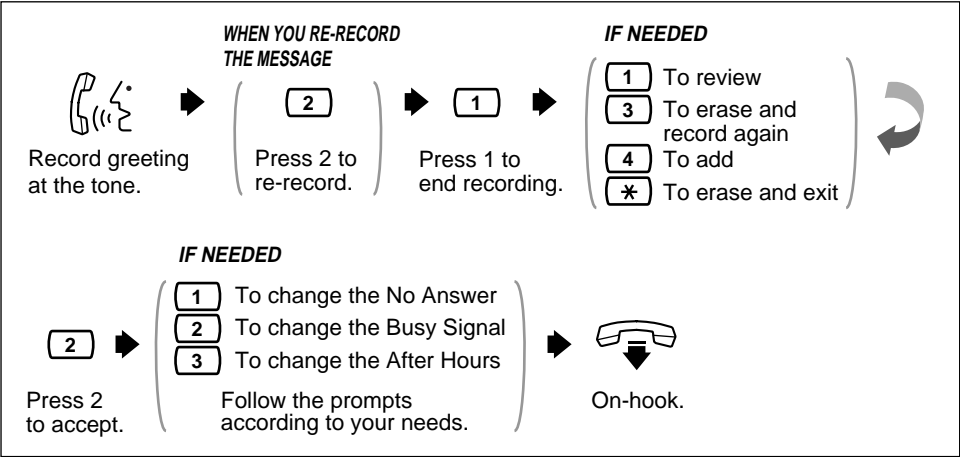 WHEN YOU RE-RECORD
THE MESSAGE
2
Record greeting
at the tone.
Press 2 to
re-record.
1
Press 1 to
end recording.
IF NEEDED
1 To review
3 To erase and
record again
4 To add
* To erase and exit
2
Press 2
to accept.
IF NEEDED
1 To change the No Answer
2 To change the Busy Signal
3 To change the After Hours
Follow the prompts
according to your needs.
On-hook.